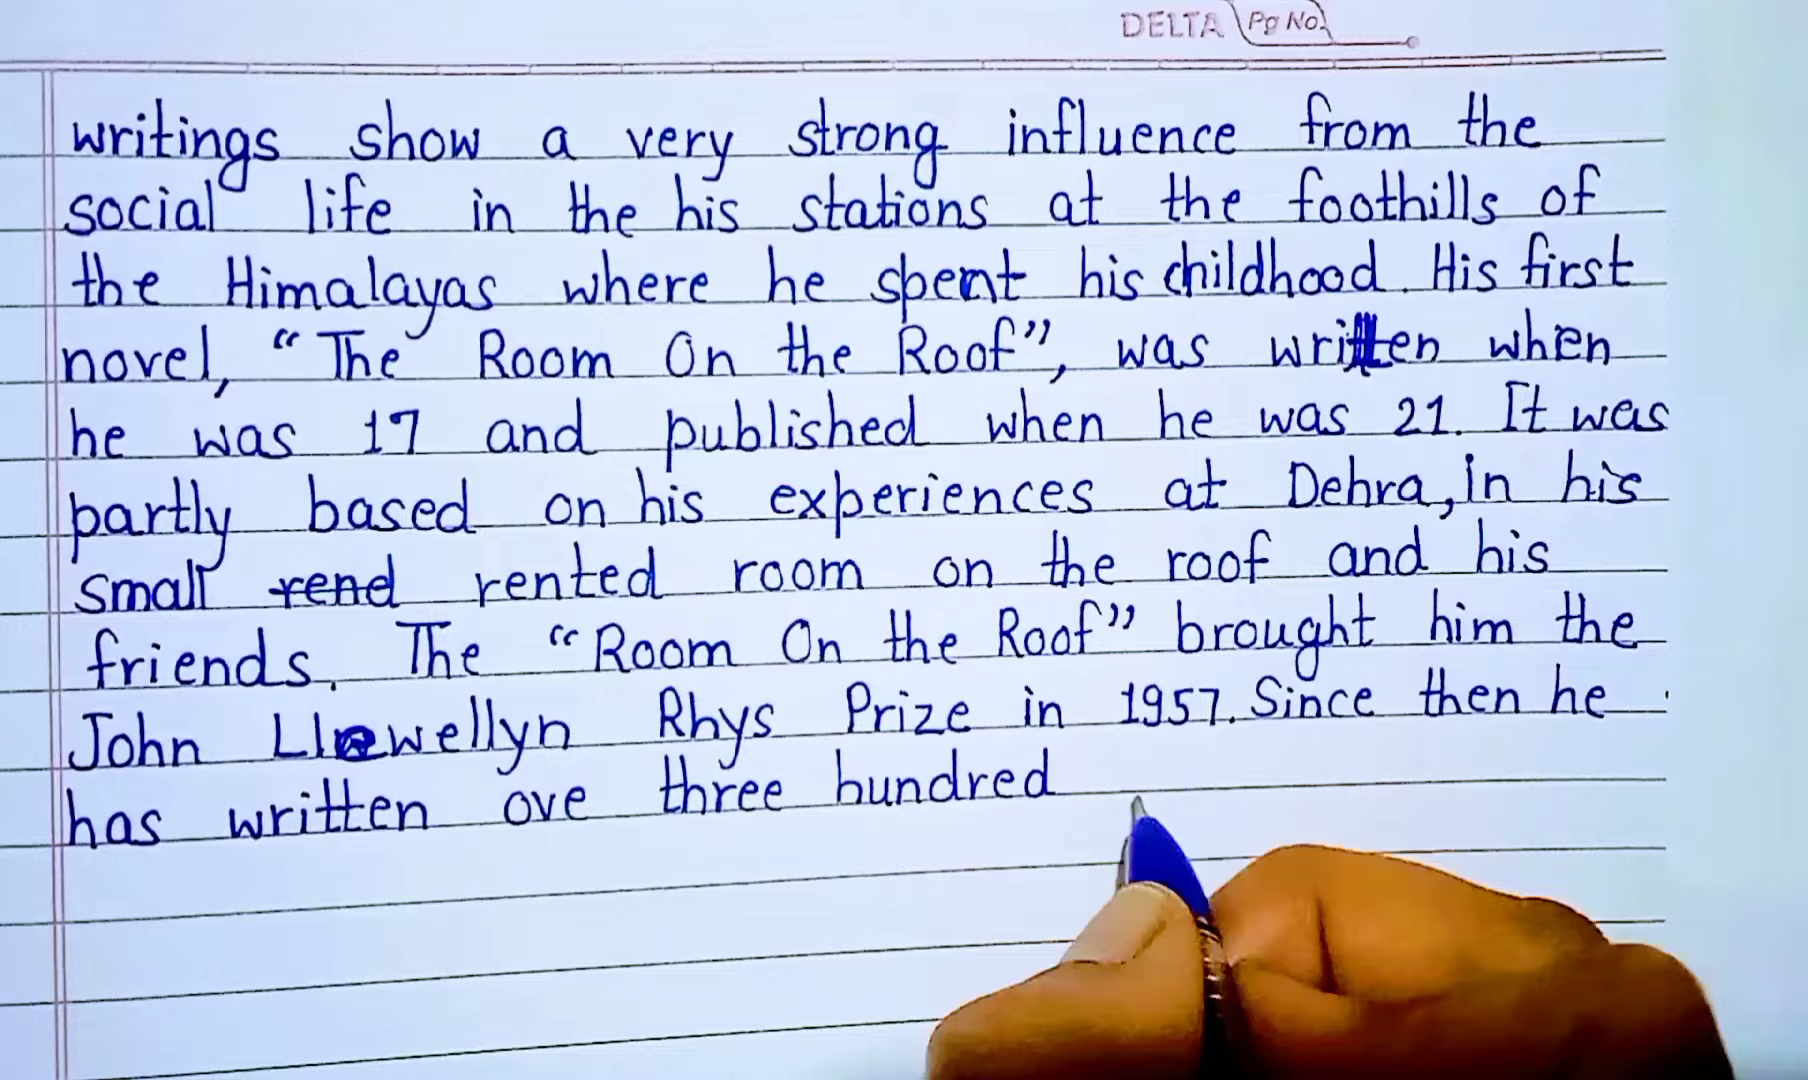 DELTA Pg No.
writings show a very strong influence from the
social life in the his stations at the foothills of
the Himalayas where he spent his childhood. His first
novel, "The Room On the Roof", was written when
he was 17 and published when he was 21. It was
partly based on his experiences at Dehra, in his
small rend rented room on the roof and his
friends. The "Room On the Roof" brought him the
John Llewellyn Rhys Prize in 1957. Since then he
has written ove three hundred